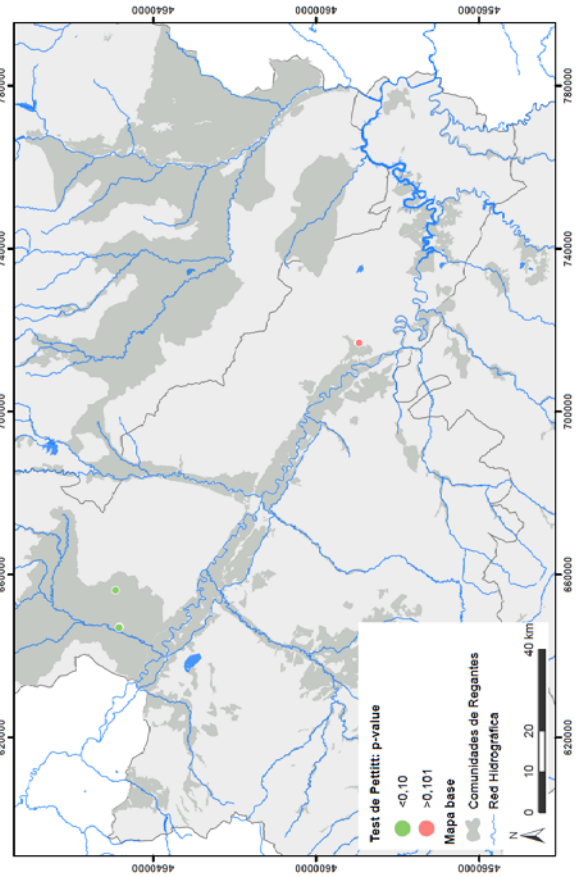 620000 660000 700000 740000 780000
4640000 4640000
4600000 4600000
4560000 4560000
Test de Pettitt: p-value
<0,10
>0,101
Mapa base
Comunidades de Regantes
Red Hidrográfica
N
0 10 20 40 km
620000 660000 700000 740000 780000